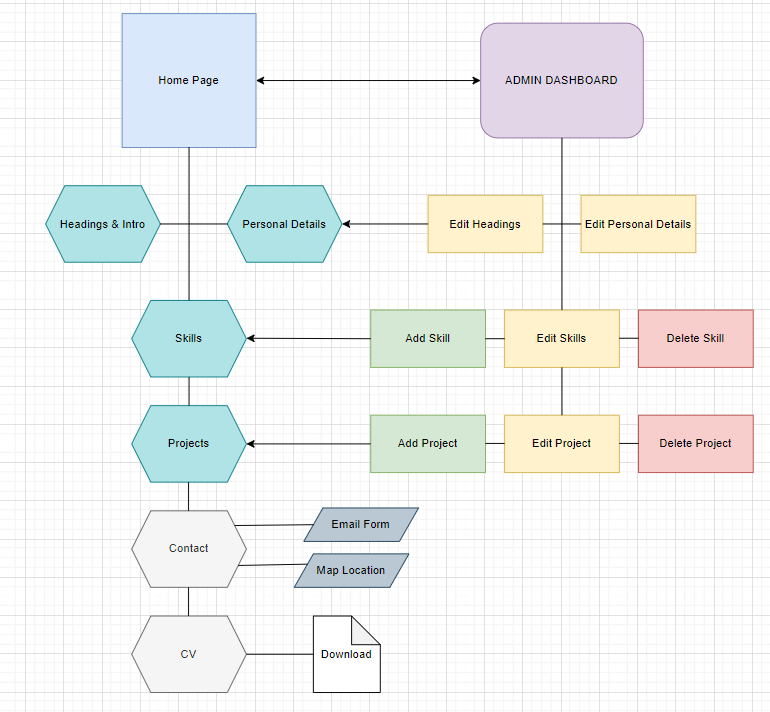 Home Page
ADMIN DASHBOARD
Headings & Intro
Personal Details
Edit Headings
Edit Personal Details
Skills
Add Skill
Edit Skills
Delete Skill
Projects
Add Project
Edit Project
Delete Project
Email Form
Contact
Map Location
CV
Download